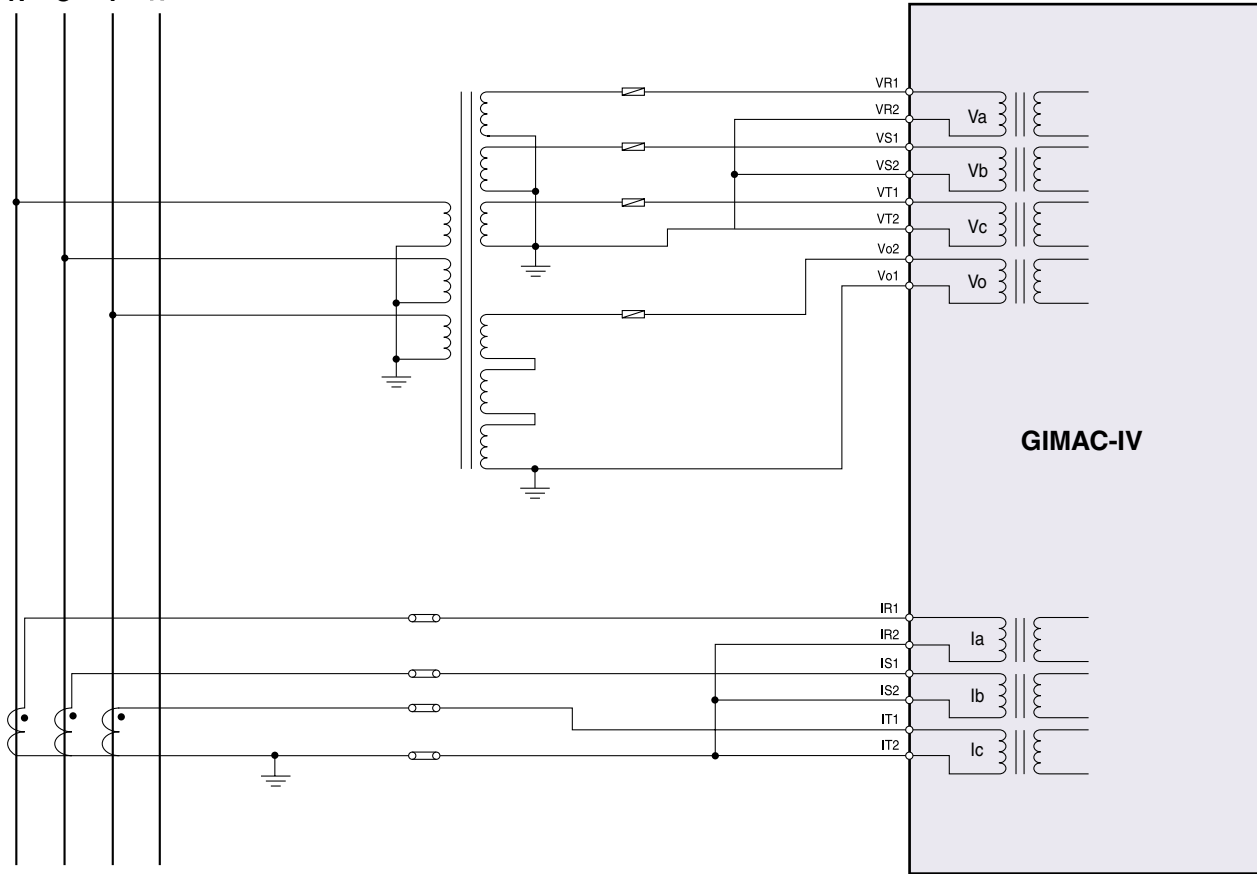 VR1
VR2
VS1
VS2
VT1
VT2
Vo2
Vo1
Va
Vb
Vc
Vo
GIMAC-IV
IR1
IR2
IS1
IS2
IT1
IT2
Ia
Ib
Ic